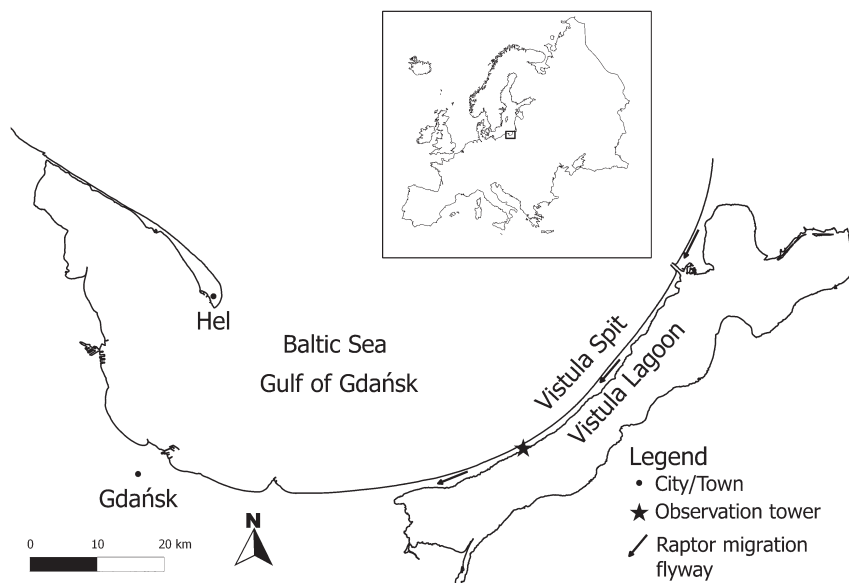 Hel
Baltic Sea
Gulf of Gdańsk
Vistula Spit
Vistula Lagoon
Gdańsk
N
0 10 20 km
Legend
City/Town
Observation tower
Raptor migration
flyway